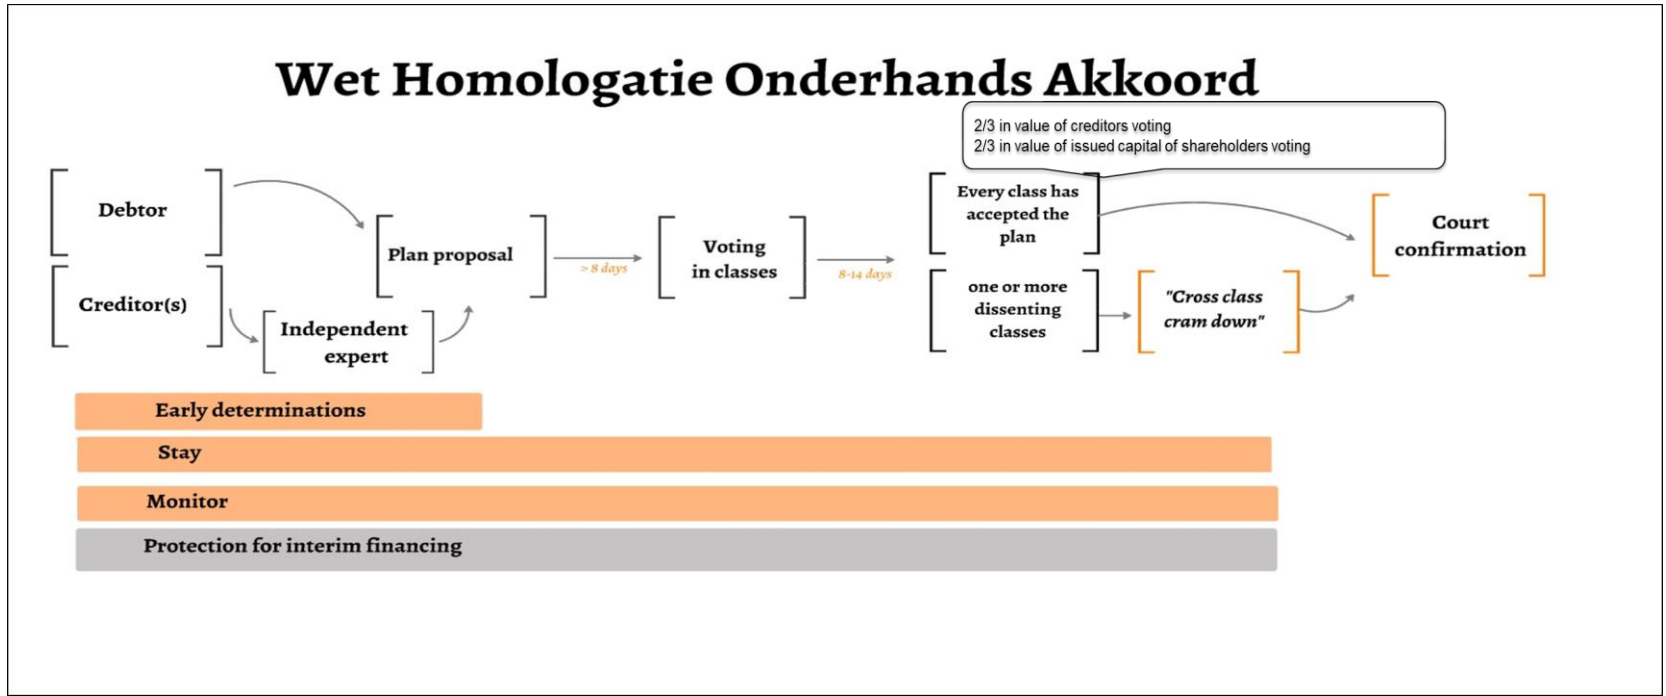 Wet Homologatie Onderhands Akkoord
2/3 in value of creditors voting
2/3 in value of issued capital of shareholders voting
Debtor
Creditor(s)
Independent
expert
Plan proposal
> 8 days
Voting
in classes
8-14 days
Every class has
accepted the
plan
one or more
dissenting
classes
"Cross class
cram down"
Court
confirmation
Early determinations
Stay
Monitor
Protection for interim financing